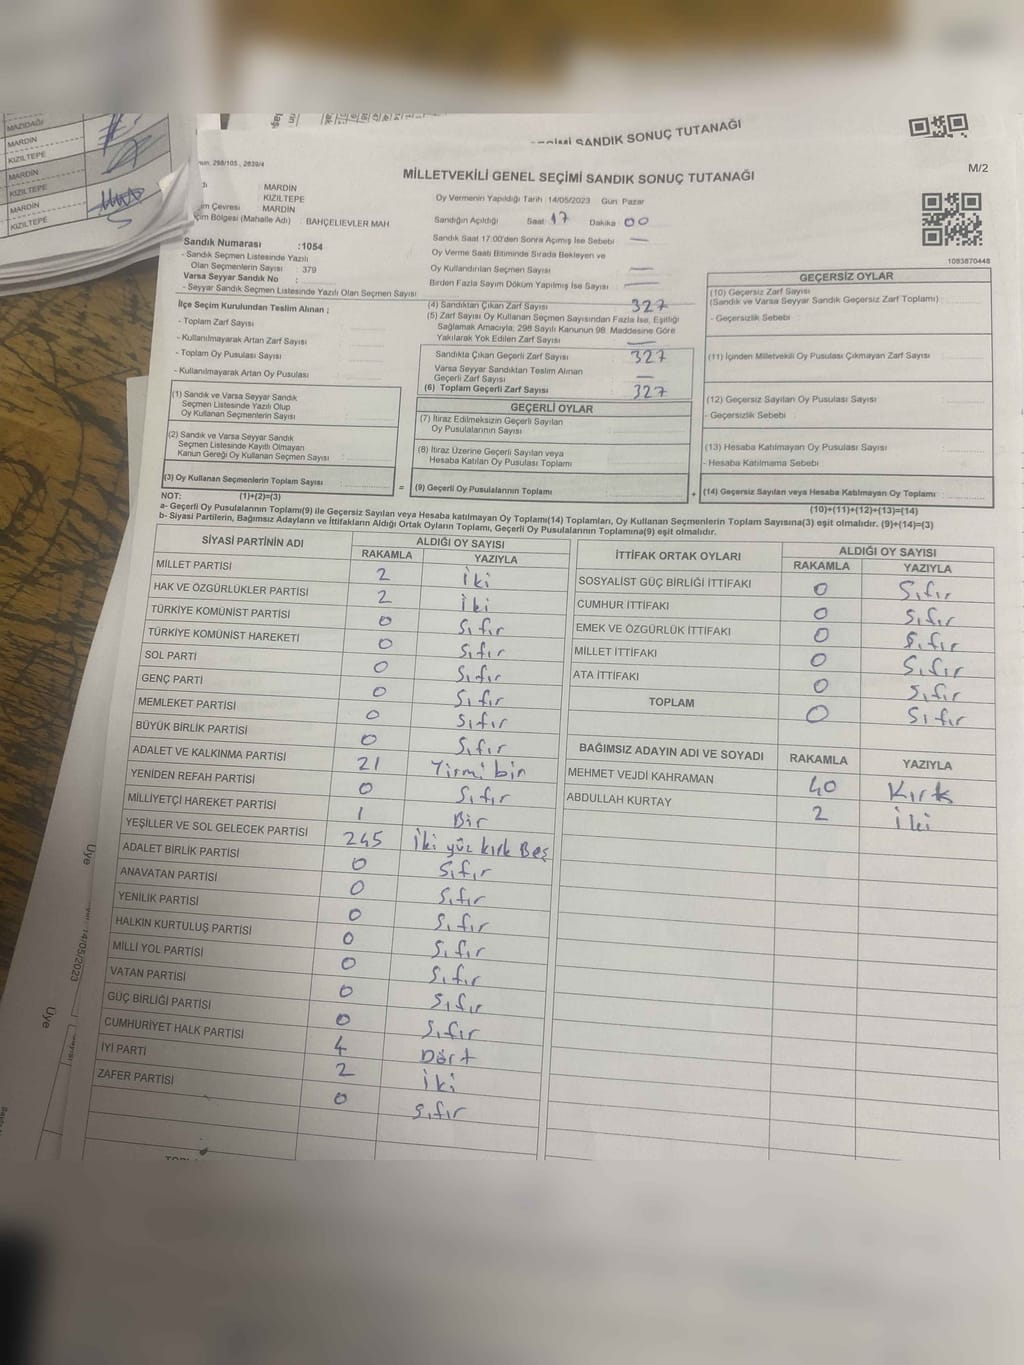 MAZIDAĞI
MARDİN
KIZILTEPE
MARDİN
KIZILTEPE
MARDİN
KIZILTEPE
SANDIK SONUÇ TUTANAĞI
298/105 , 2839/4
M/2
MİLLETVEKİLİ GENEL SEÇİMİ SANDIK SONUÇ TUTANAĞI
MARDİN
KIZILTEPE
Çevresi MARDİN
Bölgesi (Mahalle Adı) : BAHÇELİEVLER MAH
Sandık Numarası :1054
- Sandık Seçmen Listesinde Yazılı
Olan Seçmenlerin Sayısı : 379
Varsa Seyyar Sandık No :
- Seyyar Sandık Seçmen Listesinde Yazılı Olan Seçmen Sayısı
Oy Vermenin Yapıldığı Tarih 14/05/2023 Gün: Pazar
Sandığın Açıldığı Saat 17 Dakika 00
Sandık Saat 17:00'den Sonra Açımış İse Sebebi —
Oy Verme Saati Bitiminde Sırada Bekleyen ve
Oy Kullandırılan Seçmen Sayısı —
Birden Fazla Sayım Döküm Yapılmış İse Sayısı —
1083870448
İlçe Seçim Kurulundan Teslim Alınan ;
- Toplam Zarf Sayısı
- Kullanılmayarak Artan Zarf Sayısı
- Toplam Oy Pusulası Sayısı
- Kullanılmayarak Artan Oy Pusulası
(4) Sandıktan Çıkan Zarf Sayısı 327
(5) Zarf Sayısı Oy Kullanan Seçmen Sayısından Fazla İse, Eşitliği
Sağlamak Amacıyla; 298 Sayılı Kanunun 98. Maddesine Göre
Yakılarak Yok Edilen Zarf Sayısı —
Sandıkta Çıkan Geçerli Zarf Sayısı 327
Varsa Seyyar Sandıktan Teslim Alınan
Geçerli Zarf Sayısı —
(6) Toplam Geçerli Zarf Sayısı 327
GEÇERSİZ OYLAR
(10) Geçersiz Zarf Sayısı
(Sandık ve Varsa Seyyar Sandık Geçersiz Zarf Toplamı)
- Geçersizlik Sebebi
(11) İçinden Milletvekili Oy Pusulası Çıkmayan Zarf Sayısı
(12) Geçersiz Sayılan Oy Pusulası Sayısı
- Geçersizlik Sebebi
(13) Hesaba Katılmayan Oy Pusulası Sayısı
- Hesaba Katılmama Sebebi
(14) Geçersiz Sayılan veya Hesaba Katılmayan Oy Toplamı
(1) Sandık ve Varsa Seyyar Sandık
Seçmen Listesinde Yazılı Olup
Oy Kullanan Seçmenlerin Sayısı
(2) Sandık ve Varsa Seyyar Sandık
Seçmen Listesinde Kayıtlı Olmayan
Kanun Gereği Oy Kullanan Seçmen Sayısı
(3) Oy Kullanan Seçmenlerin Toplam Sayısı =
GEÇERLİ OYLAR
(7) İtiraz Edilmeksizin Geçerli Sayılan
Oy Pusulalarının Sayısı
(8) İtiraz Üzerine Geçerli Sayılan veya
Hesaba Katılan Oy Pusulası Toplamı
(9) Geçerli Oy Pusulalarının Toplamı +
NOT: (1)+(2)=(3) (10)+(11)+(12)+(13)=(14)
a- Geçerli Oy Pusulalarının Toplamı(9) ile Geçersiz Sayılan veya Hesaba katılmayan Oy Toplamı(14) Toplamları, Oy Kullanan Seçmenlerin Toplam Sayısına(3) eşit olmalıdır. (9)+(14)=(3)
b- Siyasi Partilerin, Bağımsız Adayların ve İttifakların Aldığı Ortak Oyların Toplamı, Geçerli Oy Pusulalarının Toplamına(9) eşit olmalıdır.
SİYASİ PARTİNİN ADI ALDIĞI OY SAYISI
RAKAMLA YAZIYLA
MİLLET PARTİSİ 2 İki
HAK VE ÖZGÜRLÜKLER PARTİSİ 2 İki
TÜRKİYE KOMÜNİST PARTİSİ 0 Sıfır
TÜRKİYE KOMÜNİST HAREKETİ 0 Sıfır
SOL PARTİ 0 Sıfır
GENÇ PARTİ 0 Sıfır
MEMLEKET PARTİSİ 0 Sıfır
BÜYÜK BİRLİK PARTİSİ 0 Sıfır
ADALET VE KALKINMA PARTİSİ 21 Yirmi bir
YENİDEN REFAH PARTİSİ 0 Sıfır
MİLLİYETÇİ HAREKET PARTİSİ 1 Bir
YEŞİLLER VE SOL GELECEK PARTİSİ 245 İki yüz kırk Beş
ADALET BİRLİK PARTİSİ 0 Sıfır
ANAVATAN PARTİSİ 0 Sıfır
YENİLİK PARTİSİ 0 Sıfır
HALKIN KURTULUŞ PARTİSİ 0 Sıfır
MİLLİ YOL PARTİSİ 0 Sıfır
VATAN PARTİSİ 0 Sıfır
GÜÇ BİRLİĞİ PARTİSİ 0 Sıfır
CUMHURİYET HALK PARTİSİ 4 Dört
İYİ PARTİ 2 İki
ZAFER PARTİSİ 0 Sıfır
İTTİFAK ORTAK OYLARI ALDIĞI OY SAYISI
RAKAMLA YAZIYLA
SOSYALİST GÜÇ BİRLİĞİ İTTİFAKI 0 Sıfır
CUMHUR İTTİFAKI 0 Sıfır
EMEK VE ÖZGÜRLÜK İTTİFAKI 0 Sıfır
MİLLET İTTİFAKI 0 Sıfır
ATA İTTİFAKI 0 Sıfır
TOPLAM 0 Sıfır
BAĞIMSIZ ADAYIN ADI VE SOYADI RAKAMLA YAZIYLA
MEHMET VEJDİ KAHRAMAN 40 Kırk
ABDULLAH KURTAY 2 İki
Üye
14/05/2023
Üye